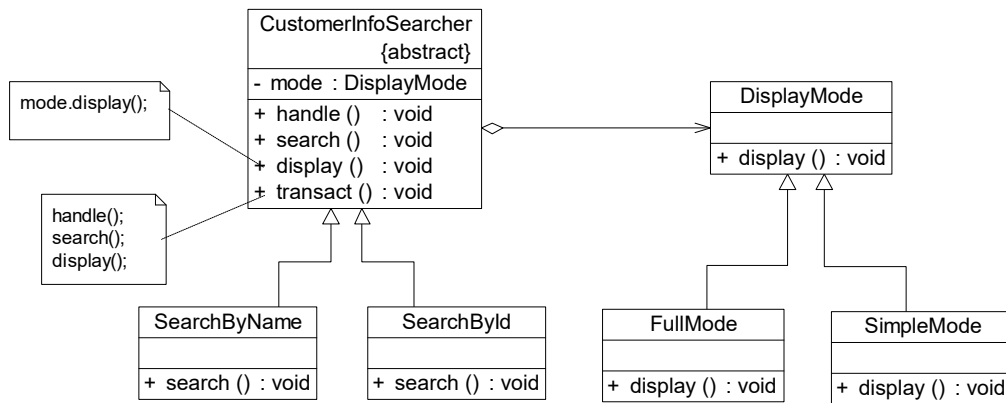 CustomerInfoSearcher
{abstract}
- mode : DisplayMode
+ handle () : void
+ search () : void
+ display () : void
+ transact () : void
mode.display();
handle();
search();
display();
DisplayMode
+ display () : void
SearchByName
+ search () : void
SearchById
+ search () : void
FullMode
+ display () : void
SimpleMode
+ display () : void